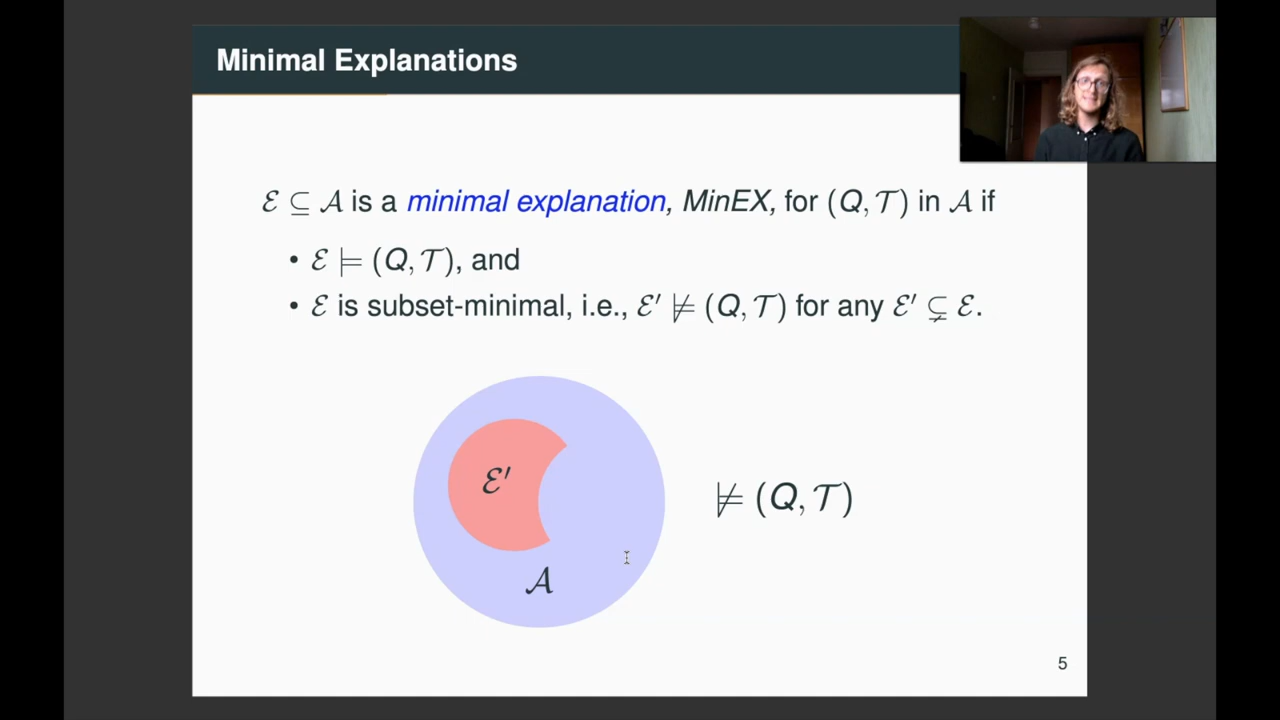 Minimal Explanations
ℰ ⊆ 𝒜 is a minimal explanation, MinEX, for (Q, 𝒯) in 𝒜 if
• ℰ ⊨ (Q, 𝒯), and
• ℰ is subset-minimal, i.e., ℰ′ ⊭ (Q, 𝒯) for any ℰ′ ⊊ ℰ.
ℰ′
⊭ (Q, 𝒯)
𝒜
5